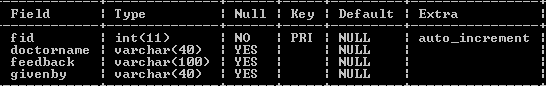 Field | Type | Null | Key | Default | Extra
fid | int(11) | NO | PRI | NULL | auto_increment
doctorname | varchar(40) | YES | | NULL |
feedback | varchar(100) | YES | | NULL |
givenby | varchar(40) | YES | | NULL |